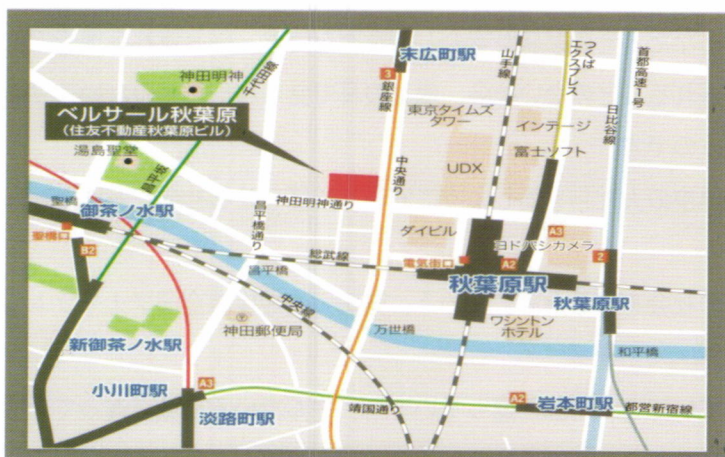 末広町駅
3
銀座線
山手線
つくば
エクスプレス
首都高速1号
日比谷線
神田明神
千代田線
ベルサール秋葉原
(住友不動産秋葉原ビル)
東京タイムズ
タワー
インテージ
富士ソフト
UDX
中央通り
湯島聖堂
昌平坂
聖橋
御茶ノ水駅
聖橋口
B2
神田明神通り
昌平橋通り
総武線
昌平橋
中央線
ダイビル
電気街口
A3
ヨドバシカメラ
2
A2
秋葉原駅
秋葉原駅
ワシントン
ホテル
和平橋
万世橋
神田郵便局
新御茶ノ水駅
小川町駅
A3
淡路町駅
靖国通り
A2
岩本町駅
都営新宿線